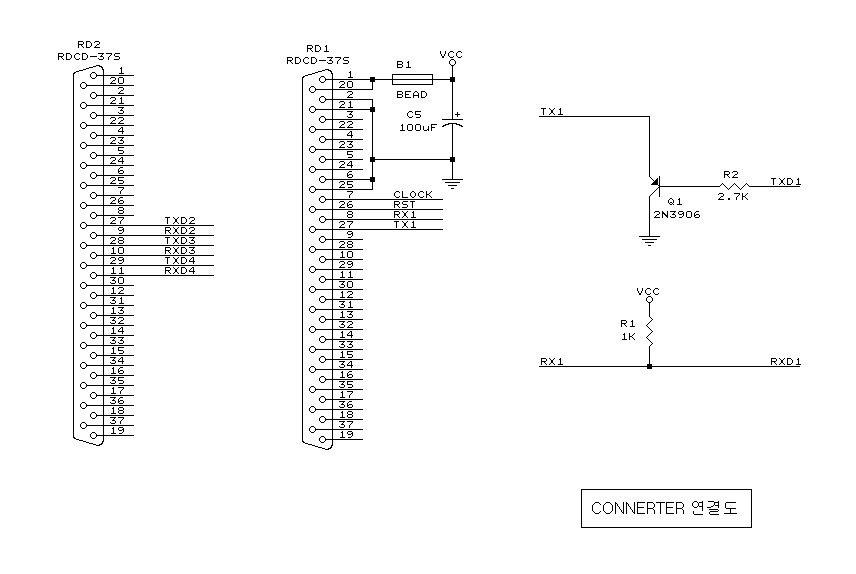 RD2
RDCD-37S
1
20
2
21
3
22
4
23
5
24
6
25
7
26
8
27 TXD2
9 RXD2
28 TXD3
10 RXD3
29 TXD4
11 RXD4
30
12
31
13
32
14
33
15
34
16
35
17
36
18
37
19
RD1
RDCD-37S
1
20
2
21
3
22
4
23
5
24
6
25
7 CLOCK
26 RST
8 RX1
27 TX1
9
28
10
29
11
30
12
31
13
32
14
33
15
34
16
35
17
36
18
37
19
VCC
B1
BEAD
C5
+
100uF
TX1
R2
TXD1
2.7K
Q1
2N3906
VCC
R1
1K
RX1
RXD1
CONNERTER 연결도